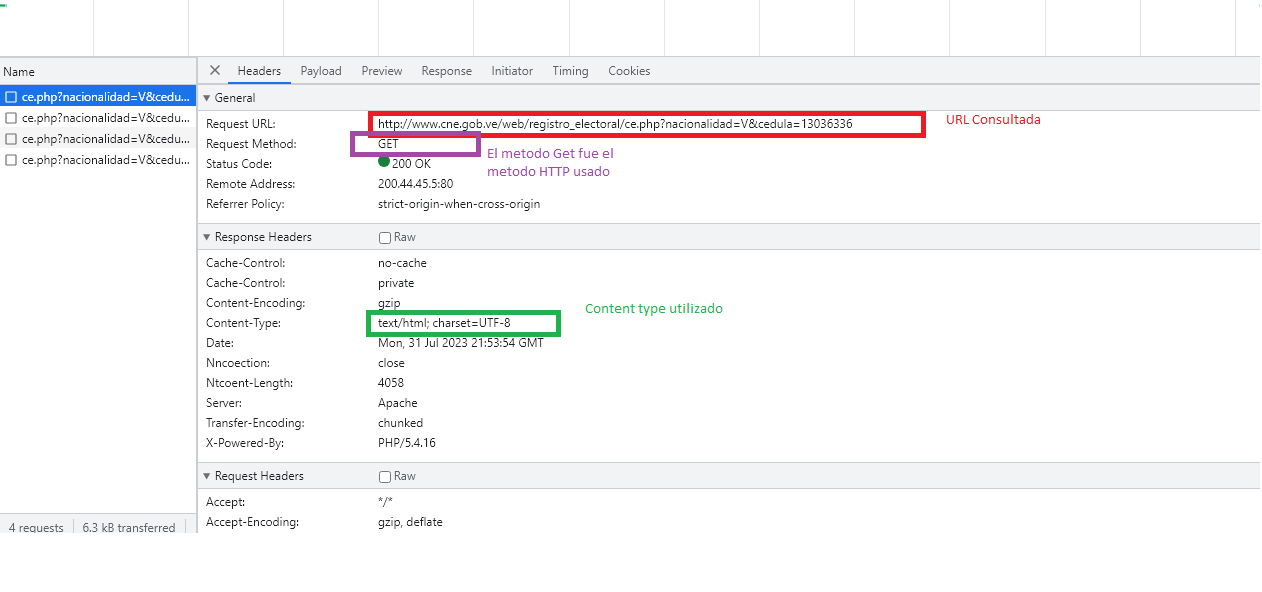 Name
Headers Payload Preview Response Initiator Timing Cookies
ce.php?nacionalidad=V&cedu...
ce.php?nacionalidad=V&cedu...
ce.php?nacionalidad=V&cedu...
ce.php?nacionalidad=V&cedu...
General
Request URL: http://www.cne.gob.ve/web/registro_electoral/ce.php?nacionalidad=V&cedula=13036336
URL Consultada
Request Method: GET
El metodo Get fue el
metodo HTTP usado
Status Code: 200 OK
Remote Address: 200.44.45.5:80
Referrer Policy: strict-origin-when-cross-origin
Response Headers Raw
Cache-Control: no-cache
Cache-Control: private
Content-Encoding: gzip
Content-Type: text/html; charset=UTF-8
Content type utilizado
Date: Mon, 31 Jul 2023 21:53:54 GMT
Nncoection: close
Ntcoent-Length: 4058
Server: Apache
Transfer-Encoding: chunked
X-Powered-By: PHP/5.4.16
Request Headers Raw
Accept: */*
Accept-Encoding: gzip, deflate
4 requests 6.3 kB transferred